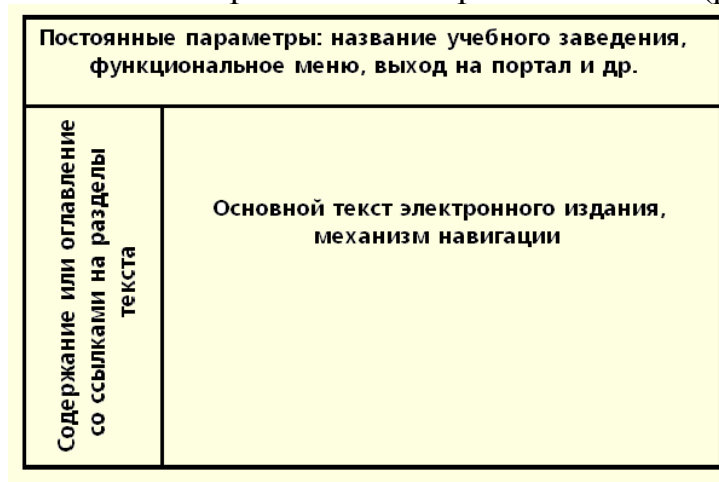 Постоянные параметры: название учебного заведения,
функциональное меню, выход на портал и др.
Содержание или оглавление
со ссылками на разделы
текста
Основной текст электронного издания,
механизм навигации